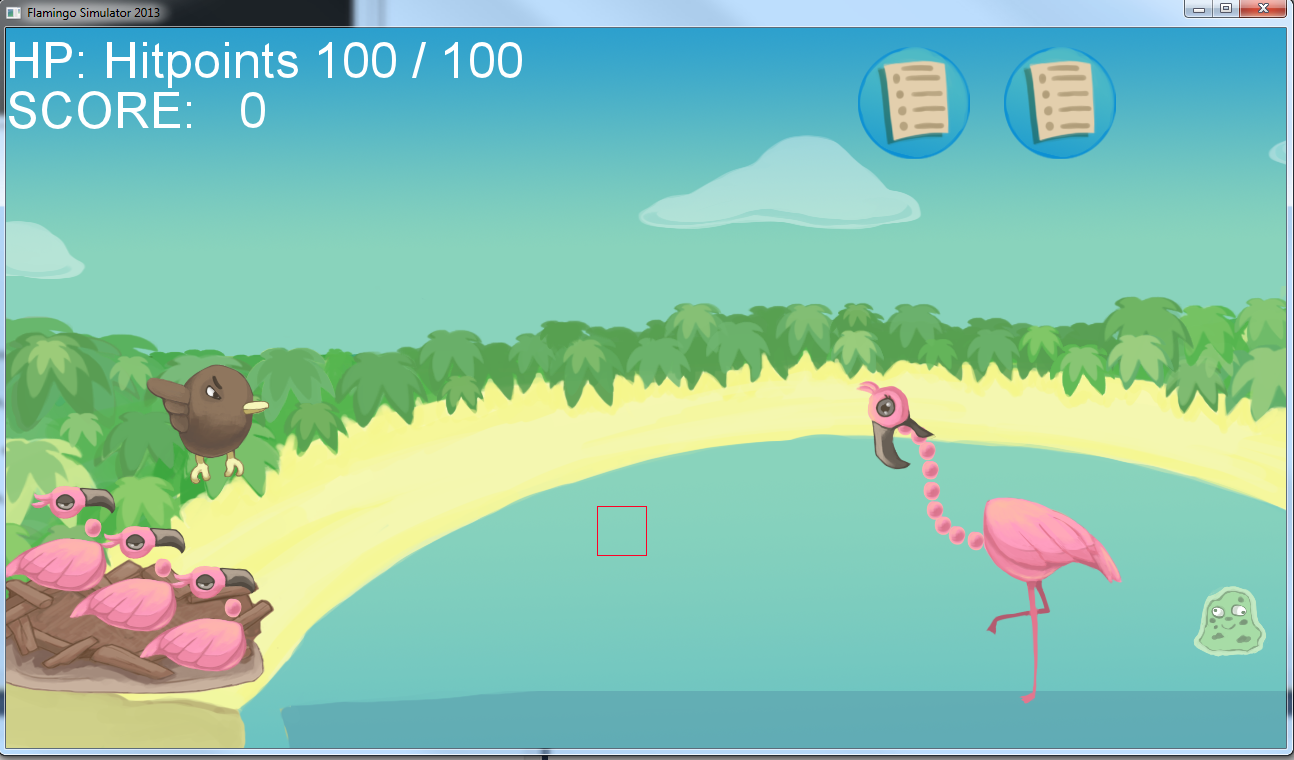 Flamingo Simulator 2013
HP: Hitpoints 100 / 100
SCORE: 0